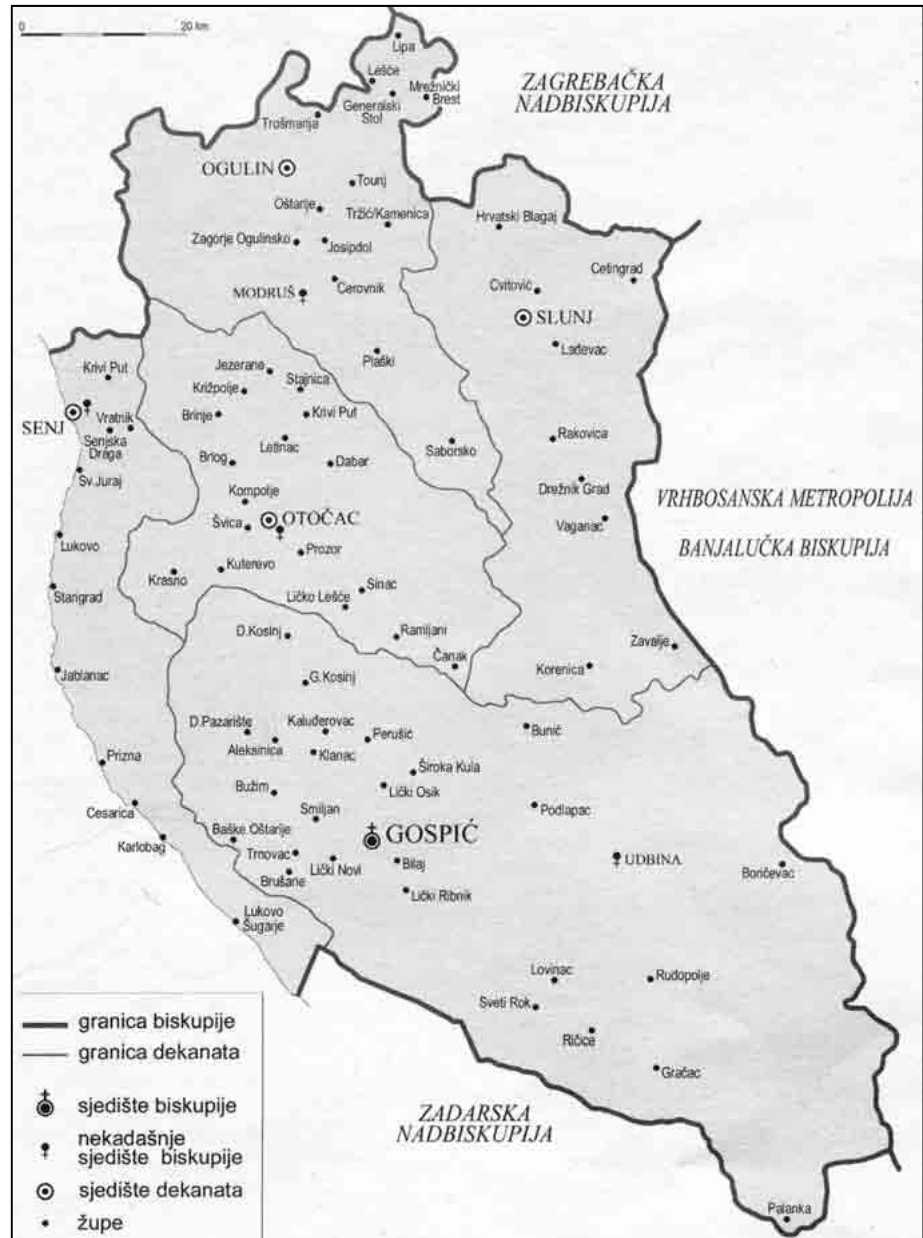 0 20 km
Lipa
Lešće
ZAGREBAČKA
NADBISKUPIJA
Mrežnički
Brest
Generalski
Stol
Trošmarija
OGULIN
Tounj
Oštarije
Tržić/Kamenica
Hrvatski Blagaj
Zagorje Ogulinsko
Josipdol
Cetingrad
Cerovnik
Cvitović
MODRUŠ
SLUNJ
Plaški
Lađevac
Krivi Put
Jezerane
Stajnica
Križpolje
SENJ
Vratnik
Brinje
Krivi Put
Senjska
Draga
Letinac
Saborsko
Rakovica
Brlog
Dabar
Sv.Juraj
Drežnik Grad
Kompolje
VRHBOSANSKA METROPOLIJA
Švica
OTOČAC
Vaganac
Lukovo
BANJALUČKA BISKUPIJA
Prozor
Krasno
Kuterevo
Starigrad
Sinac
Ličko Lešće
D.Kosinj
Ramljani
Zavalje
Čanak
Korenica
Jablanac
G.Kosinj
D.Pazarište
Kaluđerovac
Perušić
Bunić
Aleksinica
Klanac
Prizna
Široka Kula
Bužim
Lički Osik
Cesarica
Smiljan
Podlapac
Karlobag
Baške Oštarije
GOSPIĆ
Trnovac
Lički Novi
Bilaj
UDBINA
Boričevac
Brušane
Lički Ribnik
Lukovo
Šugarje
Lovinac
Rudopolje
Sveti Rok
Ričice
Gračac
ZADARSKA
NADBISKUPIJA
Palanka
granica biskupije
granica dekanata
sjedište biskupije
nekadašnje
sjedište biskupije
sjedište dekanata
župe